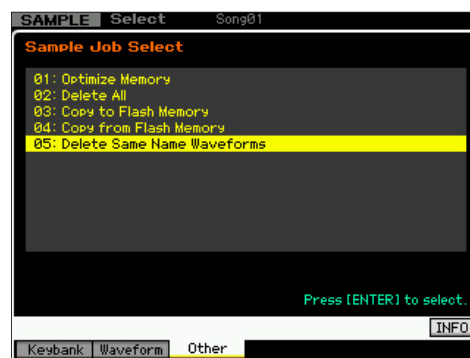 SAMPLE Select Song01
Sample Job Select
01: Optimize Memory
02: Delete All
03: Copy to Flash Memory
04: Copy from Flash Memory
05: Delete Same Name Waveforms
Press [ENTER] to select.
INFO
Keybank Waveform Other